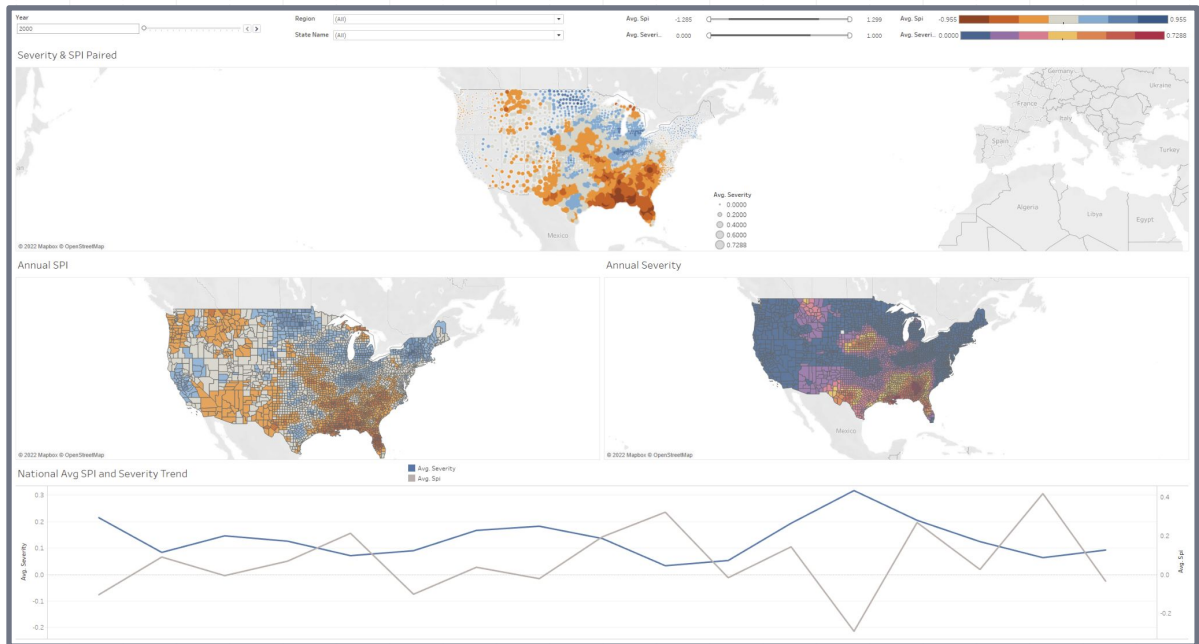 Year
2000
Region
(All)
State Name
(All)
Avg. Spi
-1.285
1.299
Avg. Severi..
0.000
1.000
Avg. Spi
-0.955
0.955
Avg. Severi..
0.0000
0.7288
Severity & SPI Paired
Germany
Ukraine
France
Italy
Spain
Turkey
Algeria
Libya
Egypt
Mexico
Avg. Severity
0.0000
0.2000
0.4000
0.6000
0.7288
© 2022 Mapbox © OpenStreetMap
Annual SPI
© 2022 Mapbox © OpenStreetMap
Annual Severity
Mexico
© 2022 Mapbox © OpenStreetMap
National Avg SPI and Severity Trend
Avg. Severity
Avg. Spi
Avg. Severity
0.3
0.2
0.1
0.0
-0.1
-0.2
0.4
0.2
0.0
-0.2
Avg. Spi